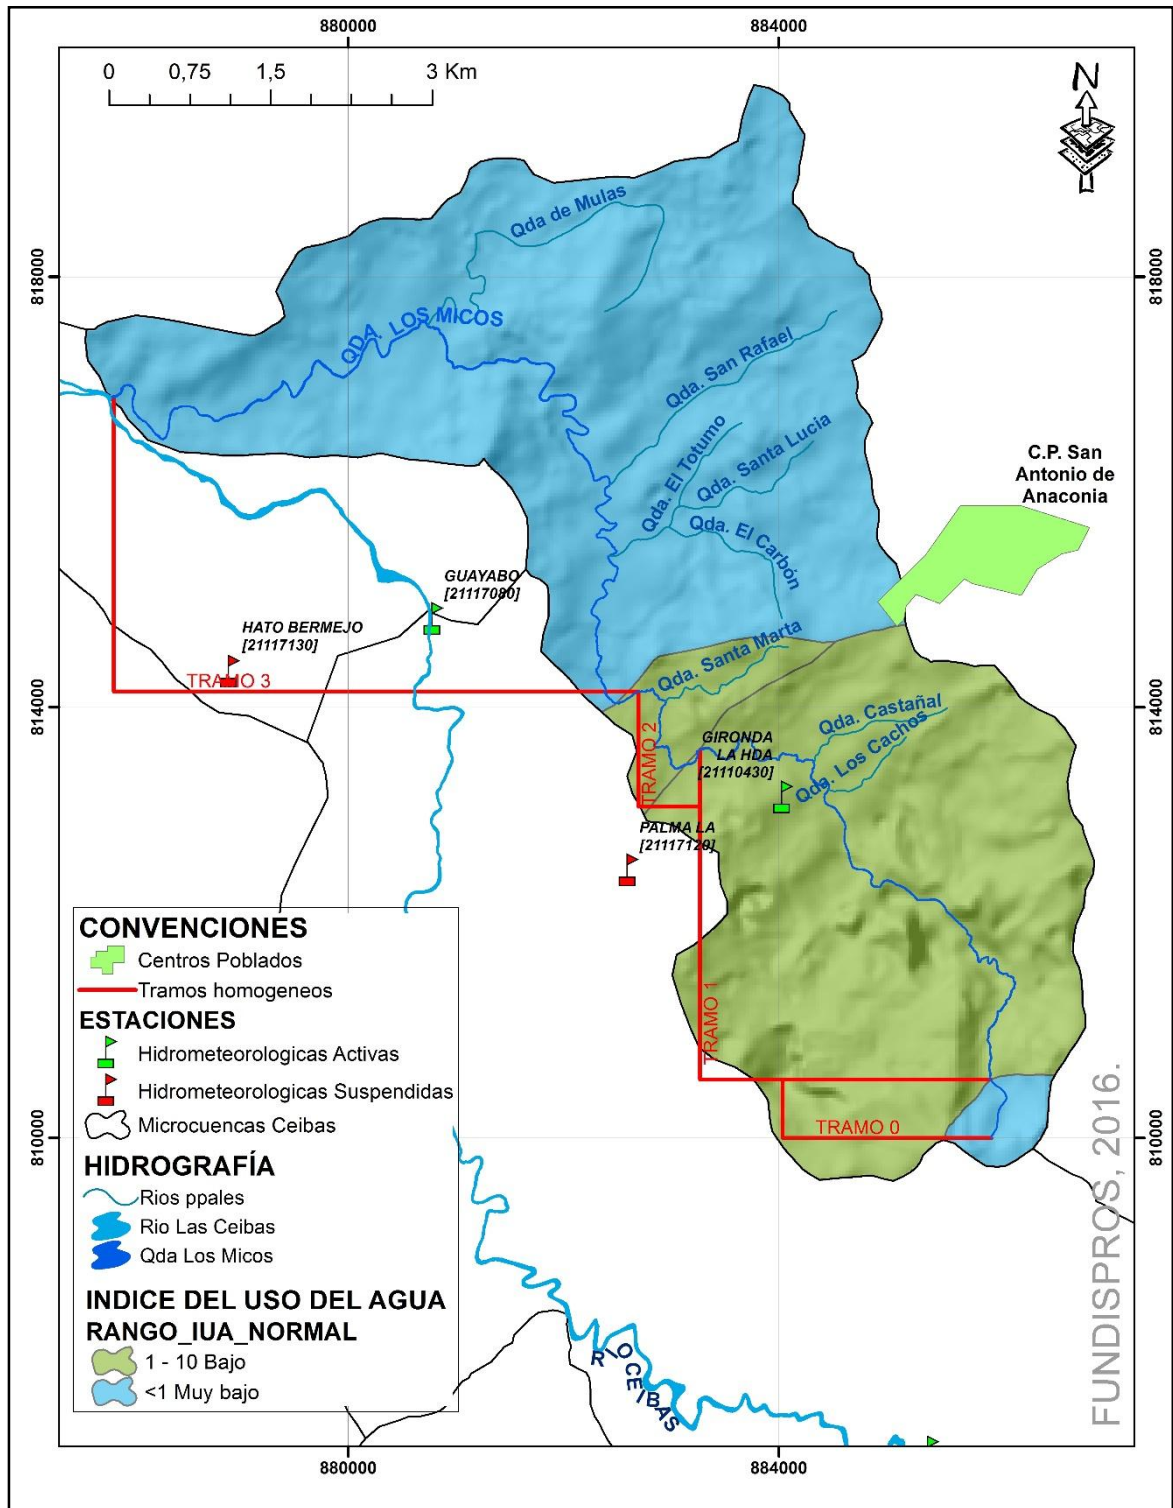 880000
884000
0
0,75
1,5
3 Km
N
818000
818000
Qda de Mulas
QDA. LOS MICOS
Qda. San Rafael
Qda. El Totumo
Qda. Santa Lucia
Qda. El Carbón
C.P. San
Antonio de
Anaconia
GUAYABO
[21117080]
HATO BERMEJO
[21117130]
TRAMO 3
Qda. Santa Marta
814000
814000
TRAMO 2
GIRONDA
LA HDA
[21110430]
Qda. Castañal
Qda. Los Cachos
PALMA LA
[21117120]
TRAMO 1
TRAMO 0
810000
810000
CONVENCIONES
Centros Poblados
Tramos homogeneos
ESTACIONES
Hidrometeorologicas Activas
Hidrometeorologicas Suspendidas
Microcuencas Ceibas
HIDROGRAFÍA
Rios ppales
Rio Las Ceibas
Qda Los Micos
INDICE DEL USO DEL AGUA
RANGO_IUA_NORMAL
1 - 10 Bajo
<1 Muy bajo
RIO CEIBAS
FUNDISPROS, 2016.
880000
884000